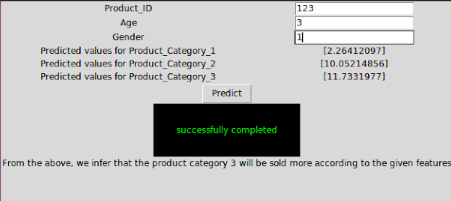 Product_ID 123
Age 3
Gender 1
Predicted values for Product_Category_1 [2.26412097]
Predicted values for Product_Category_2 [10.05214856]
Predicted values for Product_Category_3 [11.7331977]
Predict
successfully completed
From the above, we infer that the product category 3 will be sold more according to the given features